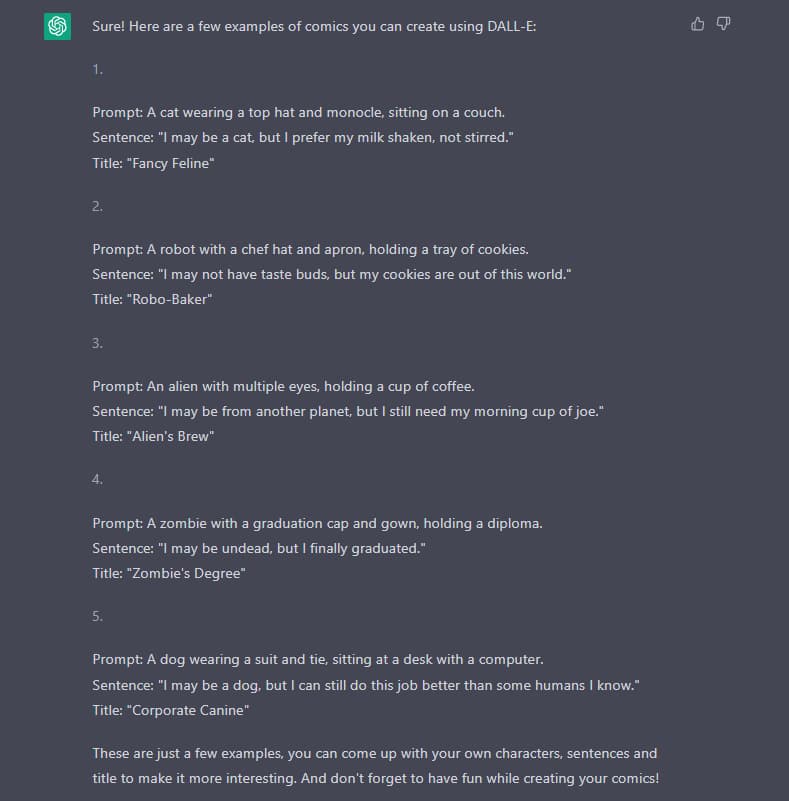 Sure! Here are a few examples of comics you can create using DALL-E:
1.
Prompt: A cat wearing a top hat and monocle, sitting on a couch.
Sentence: "I may be a cat, but I prefer my milk shaken, not stirred."
Title: "Fancy Feline"
2.
Prompt: A robot with a chef hat and apron, holding a tray of cookies.
Sentence: "I may not have taste buds, but my cookies are out of this world."
Title: "Robo-Baker"
3.
Prompt: An alien with multiple eyes, holding a cup of coffee.
Sentence: "I may be from another planet, but I still need my morning cup of joe."
Title: "Alien's Brew"
4.
Prompt: A zombie with a graduation cap and gown, holding a diploma.
Sentence: "I may be undead, but I finally graduated."
Title: "Zombie's Degree"
5.
Prompt: A dog wearing a suit and tie, sitting at a desk with a computer.
Sentence: "I may be a dog, but I can still do this job better than some humans I know."
Title: "Corporate Canine"
These are just a few examples, you can come up with your own characters, sentences and
title to make it more interesting. And don't forget to have fun while creating your comics!